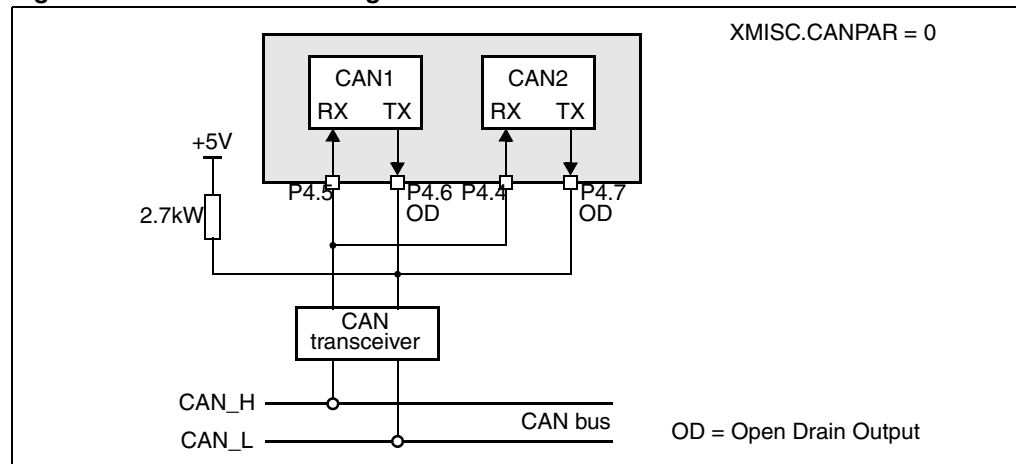 XMISC.CANPAR = 0
CAN1
CAN2
RX TX
RX TX
+5V
P4.5
P4.6
P4.4
P4.7
OD
OD
2.7kW
CAN
transceiver
CAN_H
CAN bus
CAN_L
OD = Open Drain Output